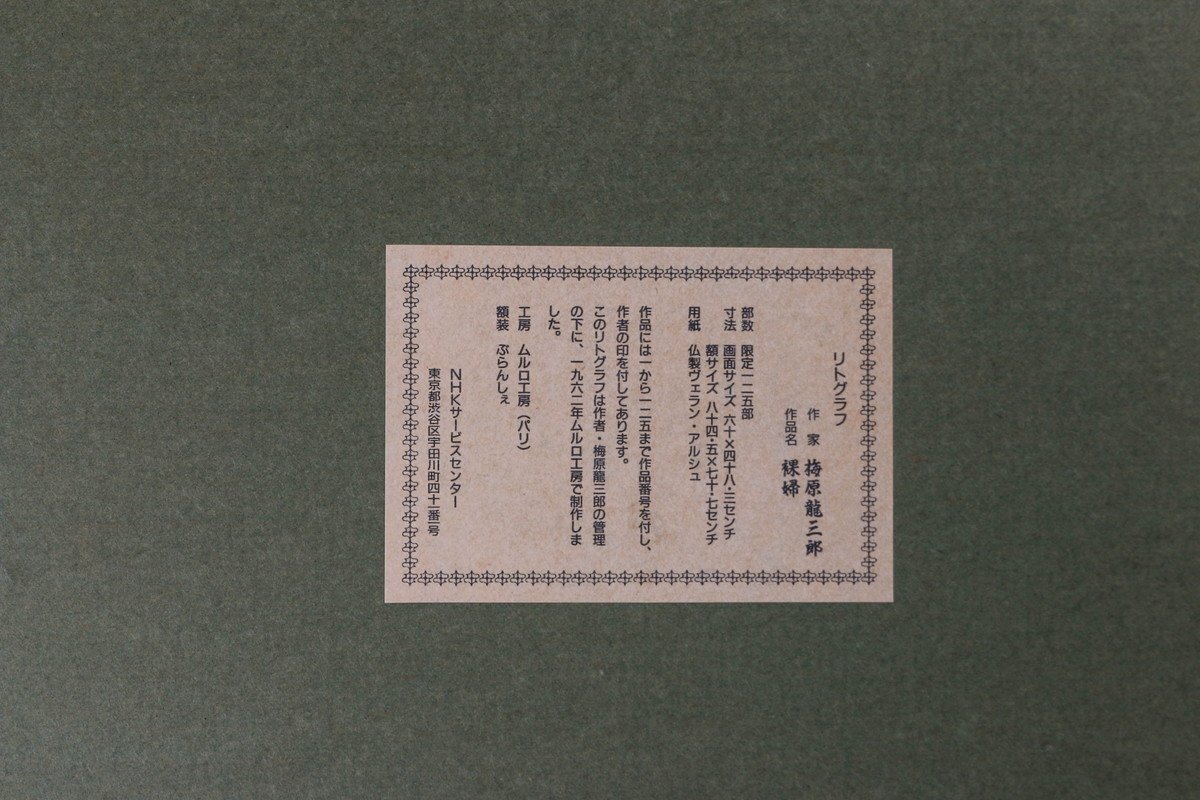 リトグラフ
作家 梅原龍三郎
作品名 裸婦
部数 限定一二五部
寸法 画面サイズ 六十×四十八・三センチ
額サイズ 八十四・五×七十・七センチ
用紙 仏製ヴェラン・アルシュ
作品には一から一二五まで作品番号を付し、
作者の印を付してあります。
このリトグラフは作者・梅原龍三郎の管理
の下に、一九六二年ムルロ工房で制作しま
した。
工房 ムルロ工房(パリ)
額装 ぶらんしぇ
NHKサービスセンター
東京都渋谷区宇田川町四十一番一号